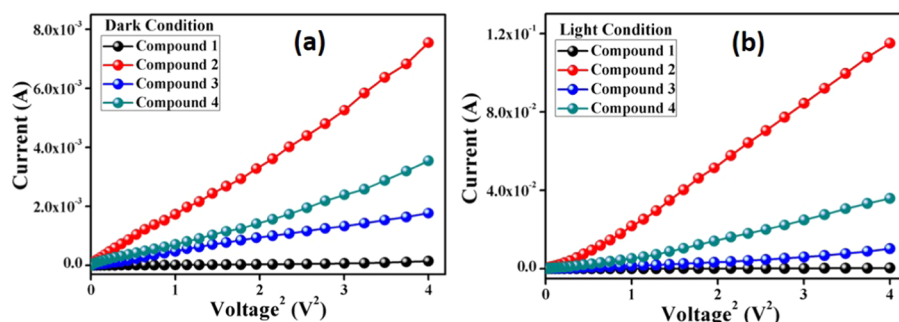 Dark Condition
Compound 1
Compound 2
Compound 3
Compound 4
(a)
8.0x10⁻³
6.0x10⁻³
4.0x10⁻³
2.0x10⁻³
0.0
Current (A)
0 1 2 3 4
Voltage² (V²)
Light Condition
Compound 1
Compound 2
Compound 3
Compound 4
(b)
1.2x10⁻¹
8.0x10⁻²
4.0x10⁻²
0.0
Current (A)
0 1 2 3 4
Voltage² (V²)